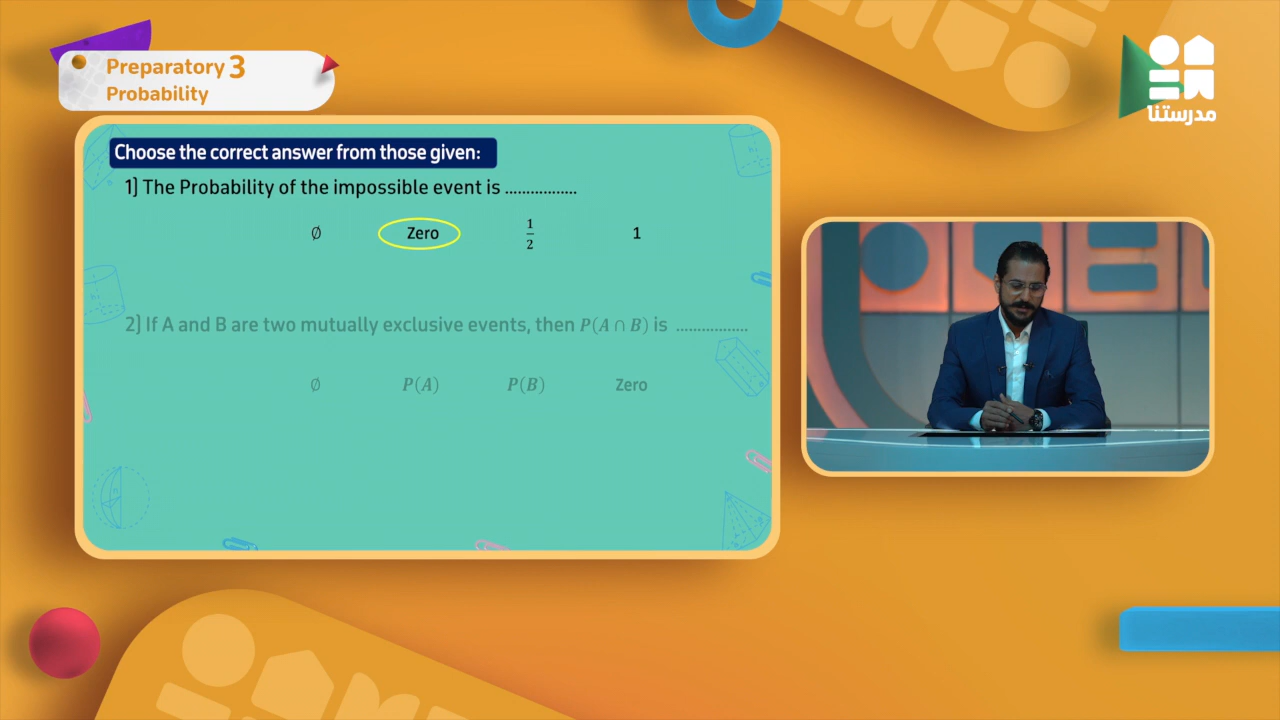 Preparatory 3
Probability
مدرستنا
Choose the correct answer from those given:
1] The Probability of the impossible event is ................
∅ Zero 1/2 1
2] If A and B are two mutually exclusive events, then P(A ∩ B) is ................
∅ P(A) P(B) Zero